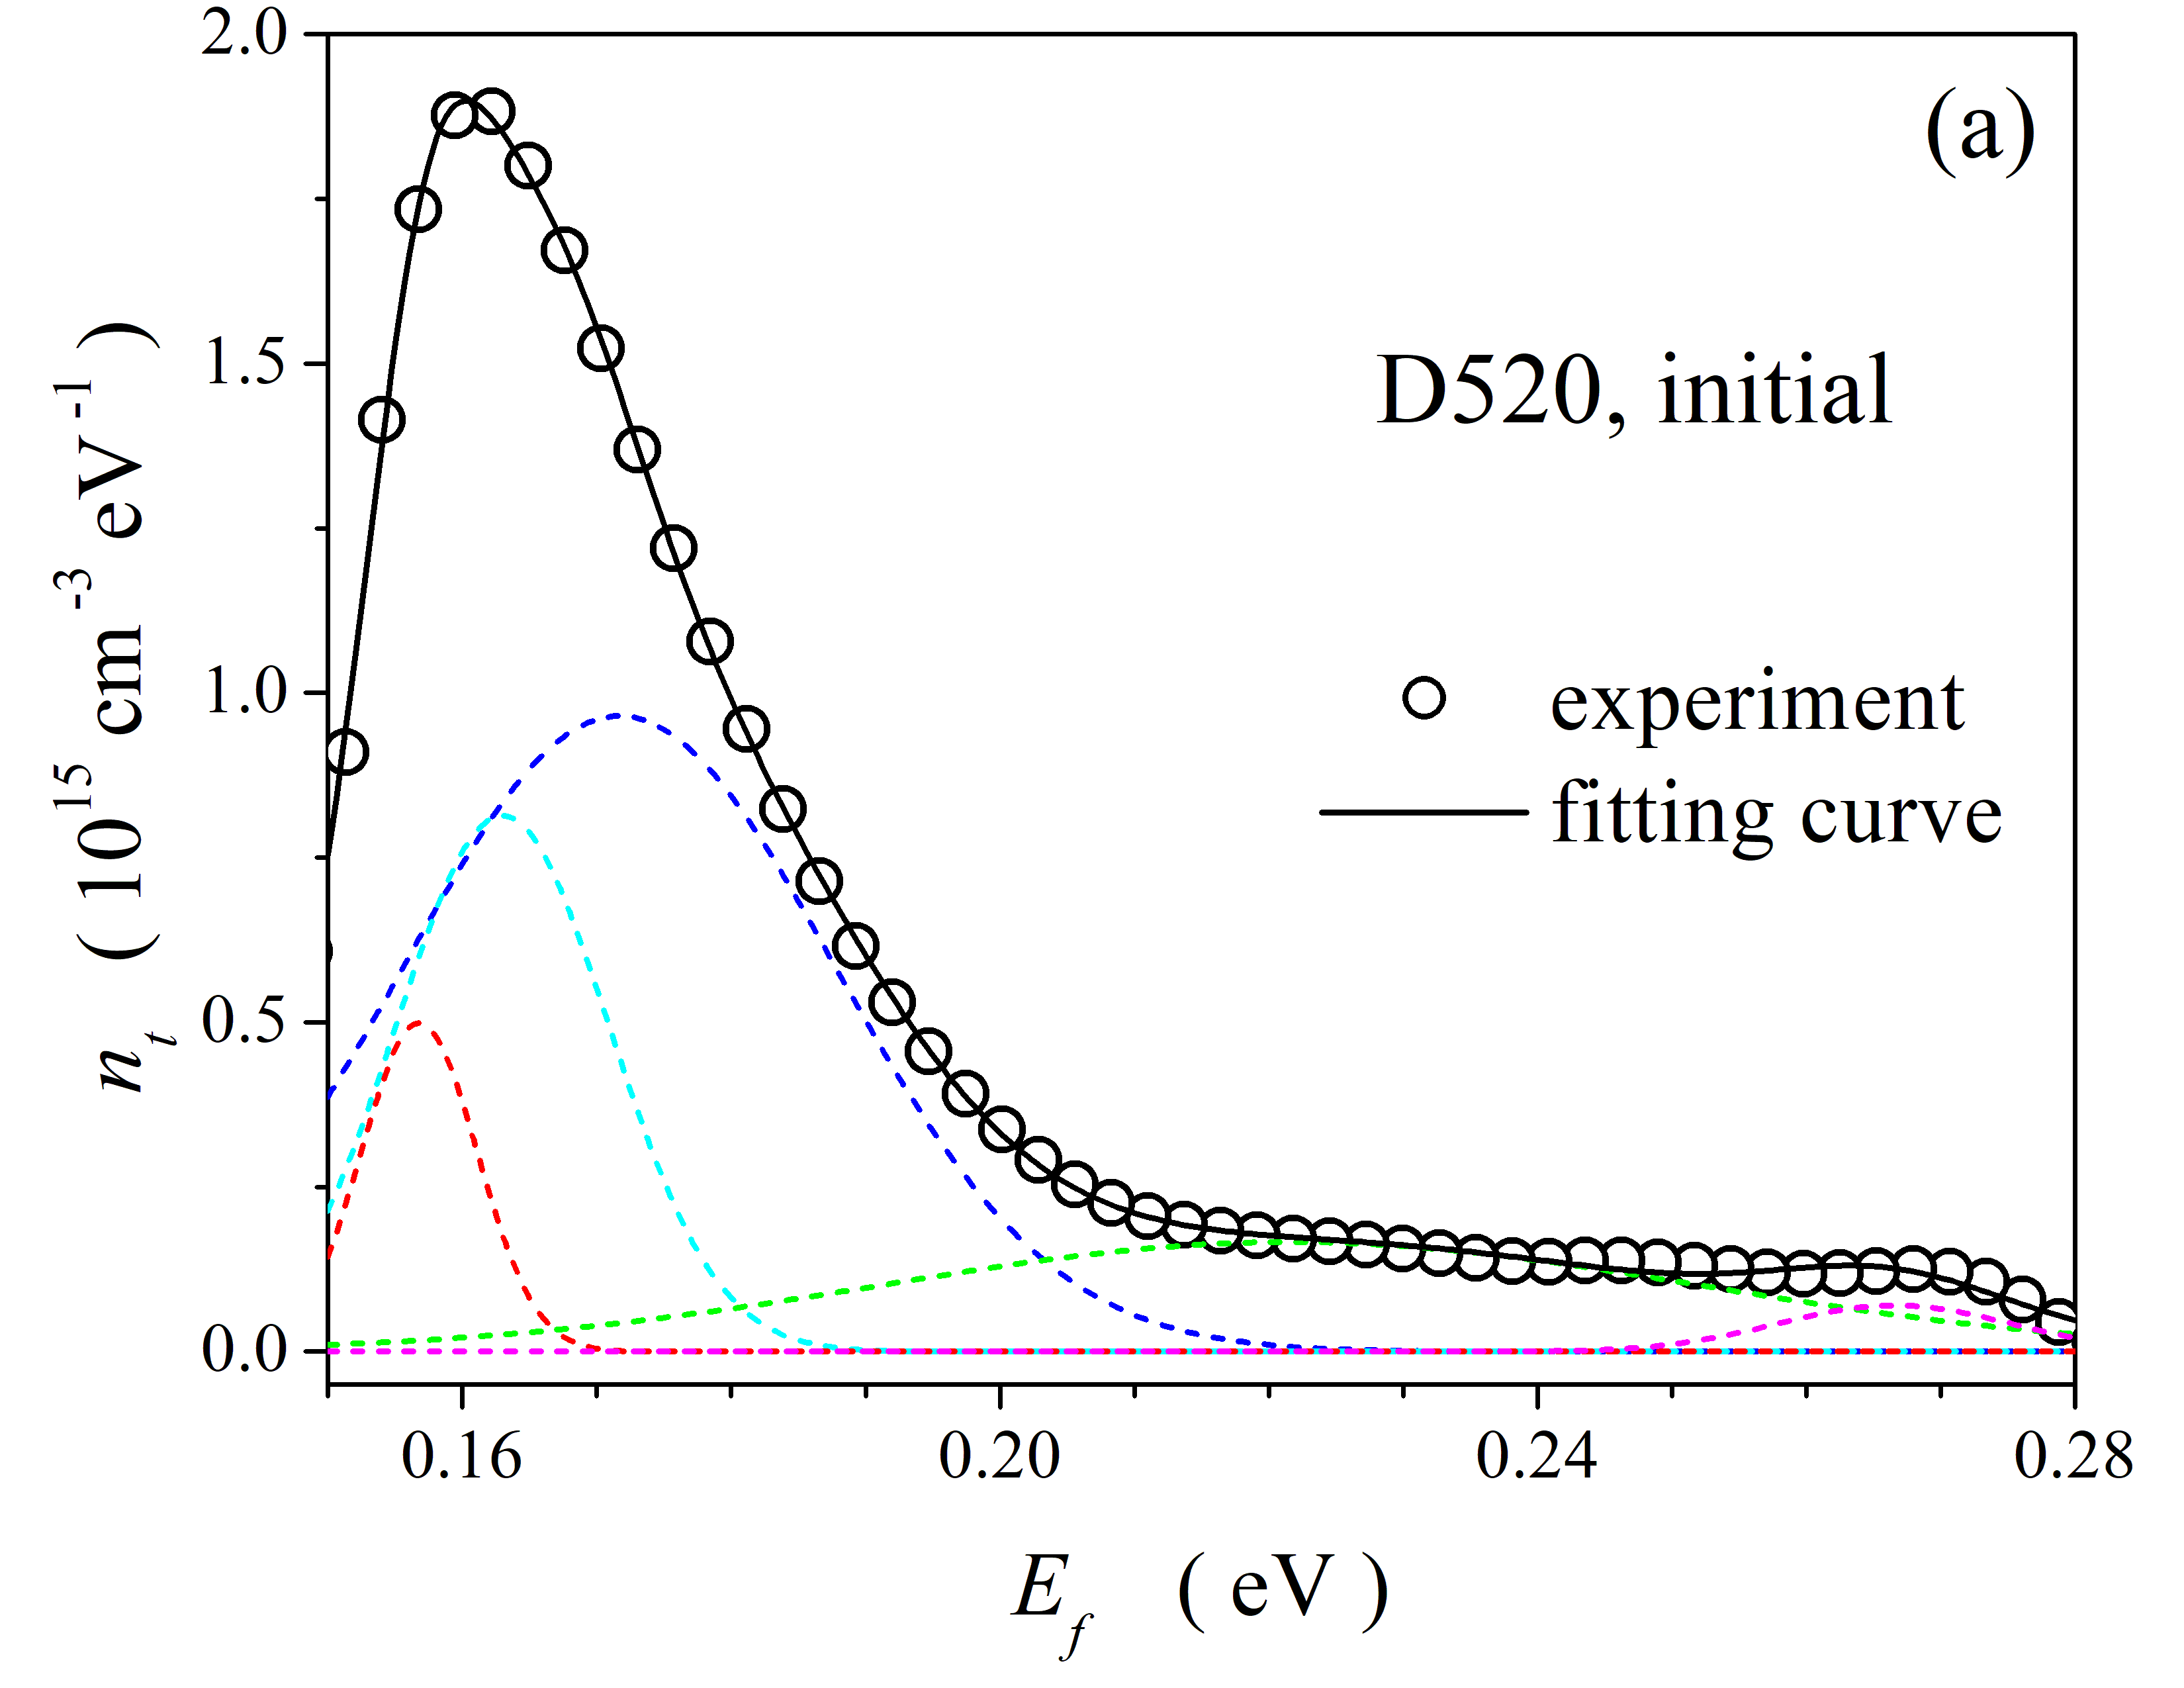 2.0
(a)
1.5
D520, initial
1.0
experiment
fitting curve
0.5
0.0
n_t ( 10^15 cm^-3 eV^-1 )
0.16 0.20 0.24 0.28
E_f ( eV )